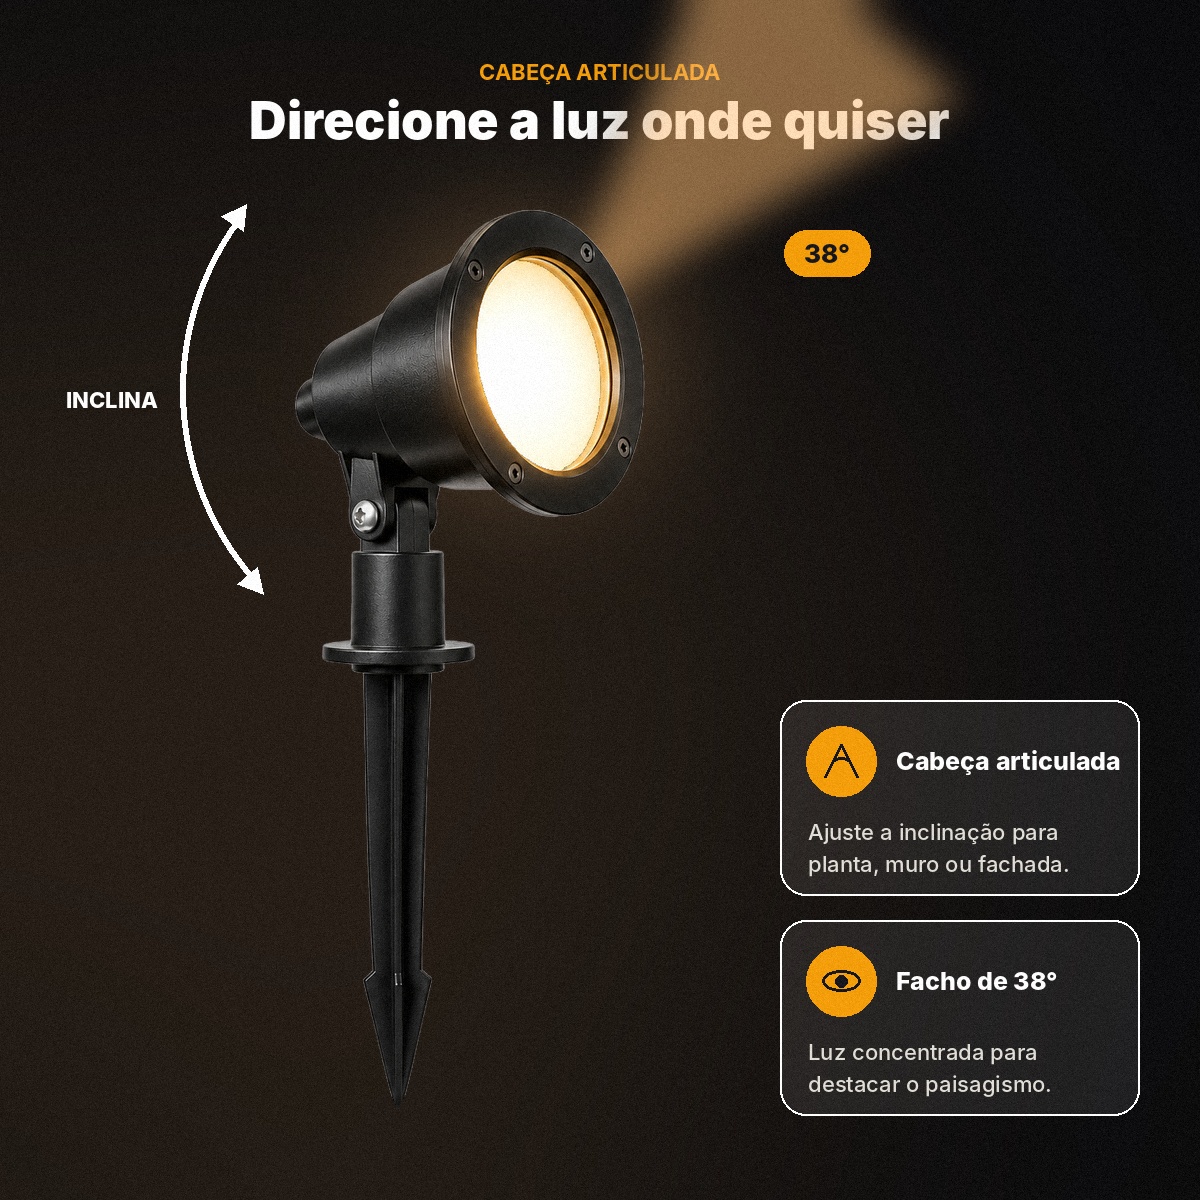 CABEÇA ARTICULADA
Direcione a luz onde quiser
38°
INCLINA
Cabeça articulada
Ajuste a inclinação para
planta, muro ou fachada.
Facho de 38°
Luz concentrada para
destacar o paisagismo.